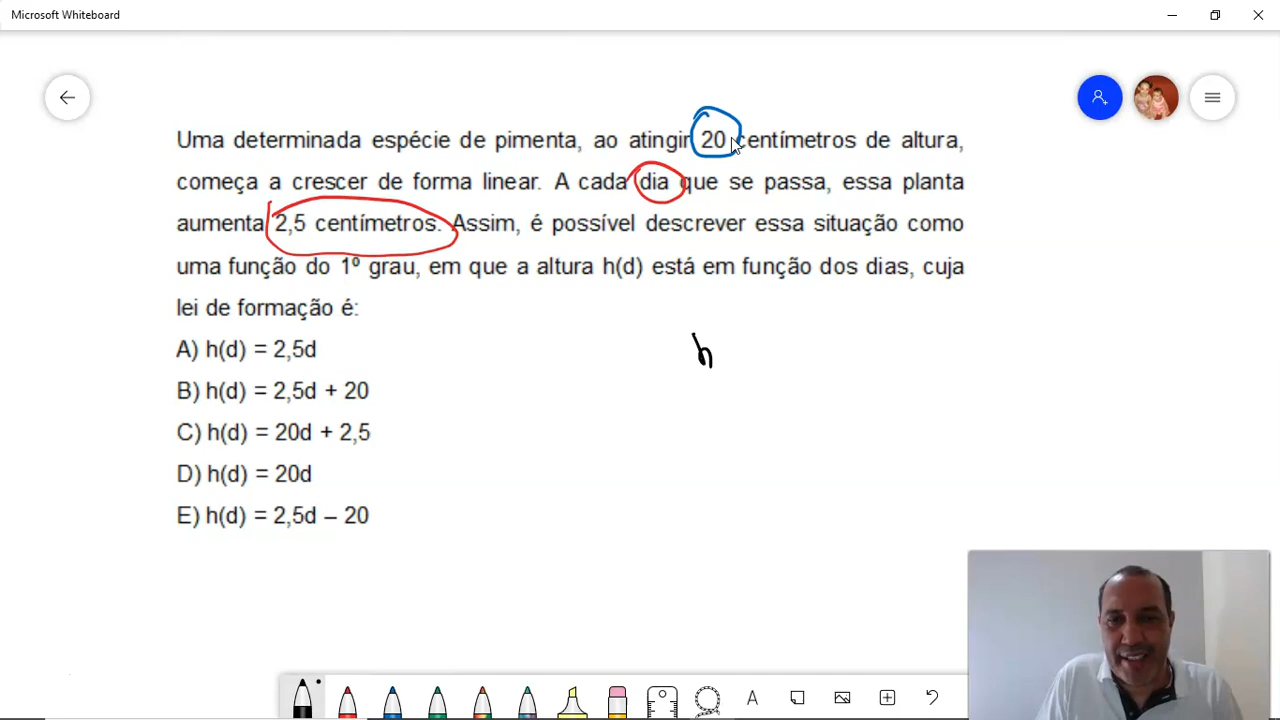 Microsoft Whiteboard
Uma determinada espécie de pimenta, ao atingir 20 centímetros de altura,
começa a crescer de forma linear. A cada dia que se passa, essa planta
aumenta 2,5 centímetros. Assim, é possível descrever essa situação como
uma função do 1º grau, em que a altura h(d) está em função dos dias, cuja
lei de formação é:
A) h(d) = 2,5d
B) h(d) = 2,5d + 20
C) h(d) = 20d + 2,5
D) h(d) = 20d
E) h(d) = 2,5d – 20
h
A